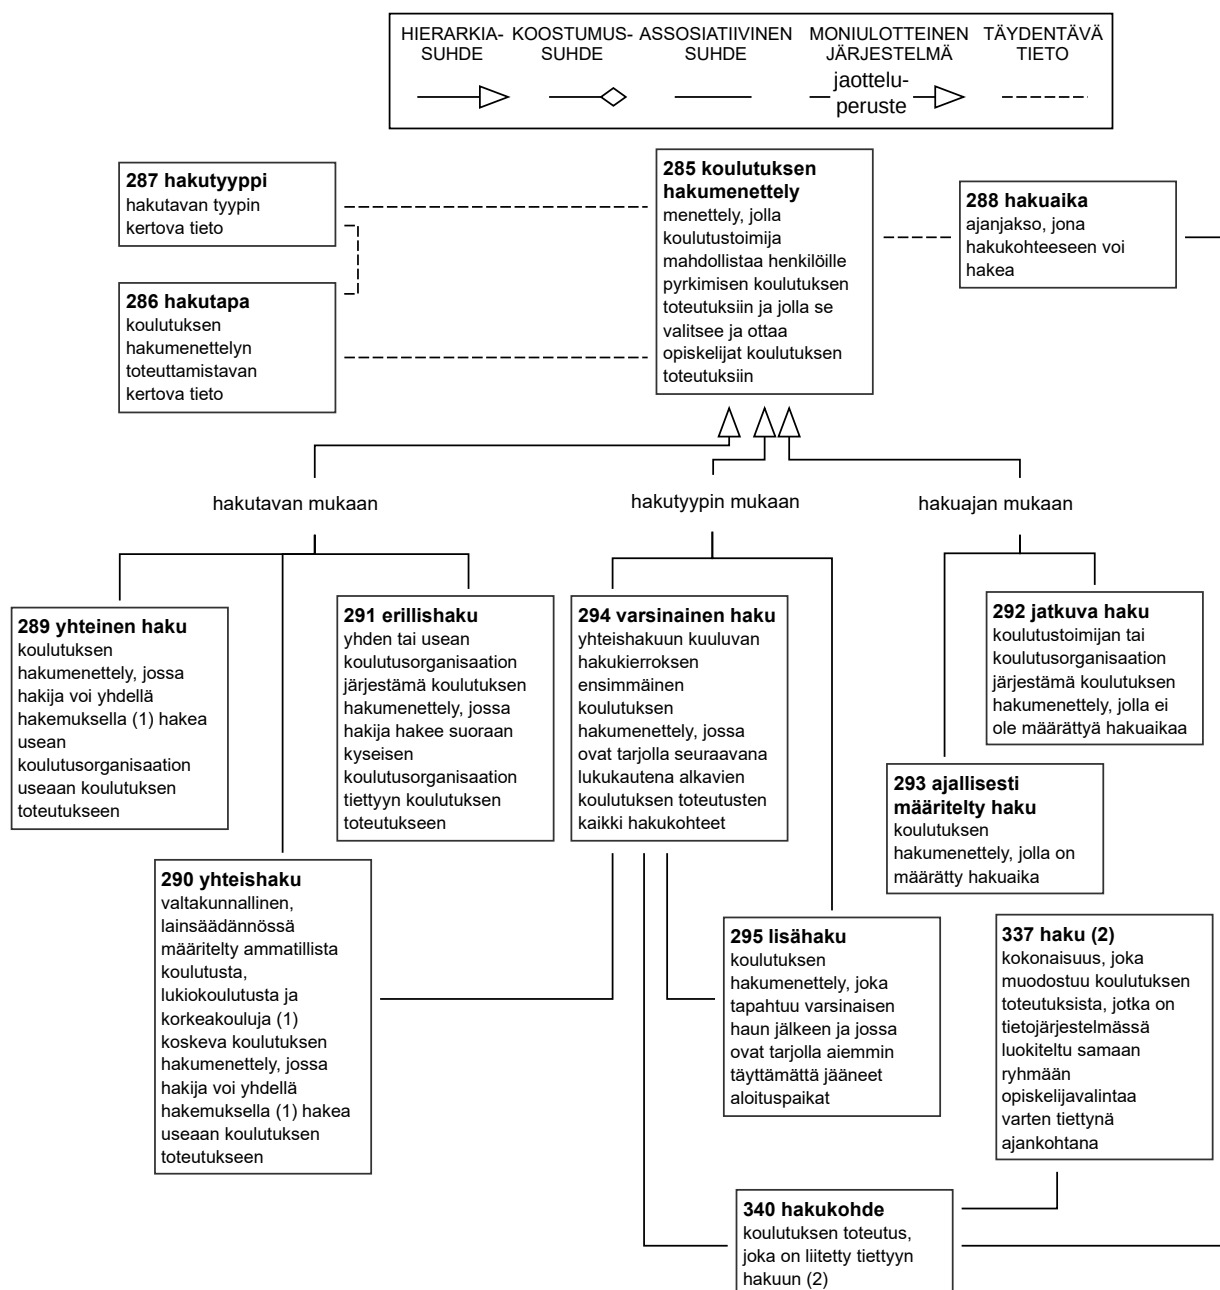 HIERARKIA-
SUHDE
KOOSTUMUS-
SUHDE
ASSOSIATIIVINEN
SUHDE
MONIULOTTEINEN
JÄRJESTELMÄ
jaottelu-
peruste
TÄYDENTÄVÄ
TIETO
287 hakutyyppi
hakutavan tyypin
kertova tieto
286 hakutapa
koulutuksen
hakumenettelyn
toteuttamistavan
kertova tieto
285 koulutuksen
hakumenettely
menettely, jolla
koulutustoimija
mahdollistaa henkilöille
pyrkimisen koulutuksen
toteutuksiin ja jolla se
valitsee ja ottaa
opiskelijat koulutuksen
toteutuksiin
288 hakuaika
ajanjakso, jona
hakukohteeseen voi
hakea
hakutavan mukaan
hakutyypin mukaan
hakuajan mukaan
289 yhteinen haku
koulutuksen
hakumenettely, jossa
hakija voi yhdellä
hakemuksella (1) hakea
usean
koulutusorganisaation
useaan koulutuksen
toteutukseen
291 erillishaku
yhden tai usean
koulutusorganisaation
järjestämä koulutuksen
hakumenettely, jossa
hakija hakee suoraan
kyseisen
koulutusorganisaation
tiettyyn koulutuksen
toteutukseen
294 varsinainen haku
yhteishakuun kuuluvan
hakukierroksen
ensimmäinen
koulutuksen
hakumenettely, jossa
ovat tarjolla seuraavana
lukukautena alkavien
koulutuksen toteutusten
kaikki hakukohteet
292 jatkuva haku
koulutustoimijan tai
koulutusorganisaation
järjestämä koulutuksen
hakumenettely, jolla ei
ole määrättyä hakuaikaa
293 ajallisesti
määritelty haku
koulutuksen
hakumenettely, jolla on
määrätty hakuaika
290 yhteishaku
valtakunnallinen,
lainsäädännössä
määritelty ammatillista
koulutusta,
lukiokoulutusta ja
korkeakouluja (1)
koskeva koulutuksen
hakumenettely, jossa
hakija voi yhdellä
hakemuksella (1) hakea
useaan koulutuksen
toteutukseen
295 lisähaku
koulutuksen
hakumenettely, joka
tapahtuu varsinaisen
haun jälkeen ja jossa
ovat tarjolla aiemmin
täyttämättä jääneet
aloituspaikat
337 haku (2)
kokonaisuus, joka
muodostuu koulutuksen
toteutuksista, jotka on
tietojärjestelmässä
luokiteltu samaan
ryhmään
opiskelijavalintaa
varten tiettynä
ajankohtana
340 hakukohde
koulutuksen toteutus,
joka on liitetty tiettyyn
hakuun (2)